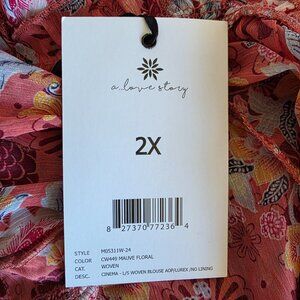 a love story
2X
8 27370 77236 4
STYLE M05311W-24
COLOR CW449 MAUVE FLORAL
CAT. WOVEN
DESC. CINEMA - L/S WOVEN BLOUSE AOP/LUREX /NO LINING